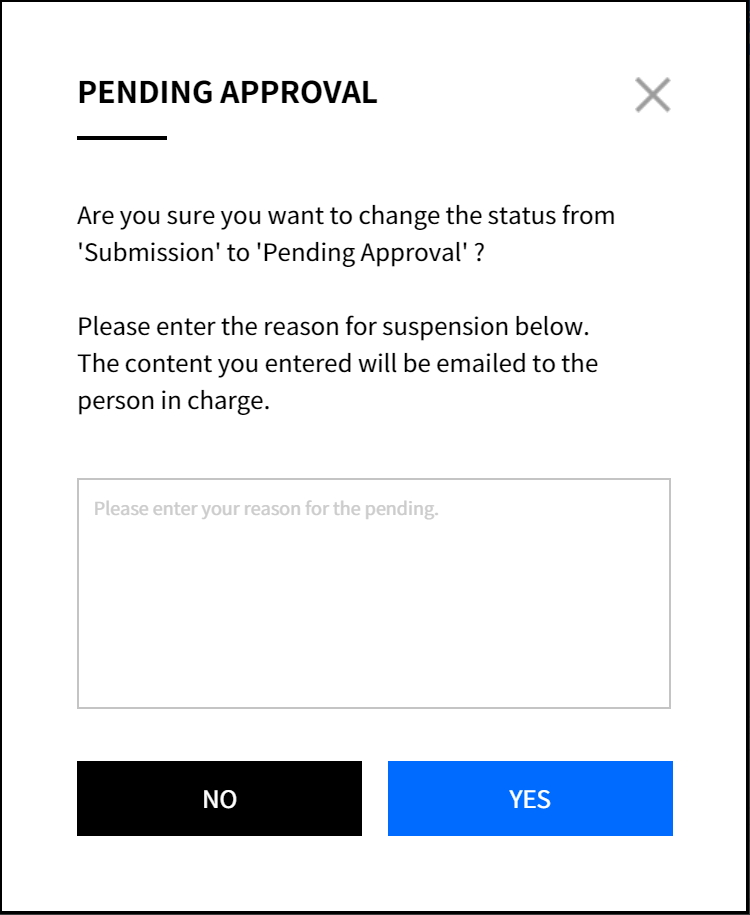 PENDING APPROVAL
Are you sure you want to change the status from
'Submission' to 'Pending Approval' ?
Please enter the reason for suspension below.
The content you entered will be emailed to the
person in charge.
Please enter your reason for the pending.
NO
YES